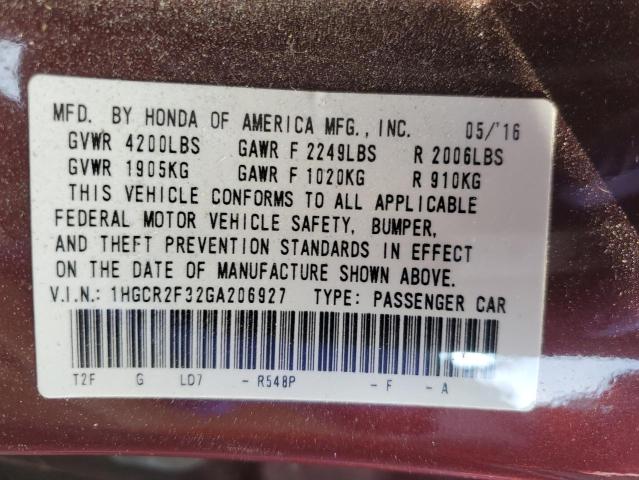 MFD. BY HONDA OF AMERICA MFG., INC. 05/'16
GVWR 4200LBS GAWR F 2249LBS R 2006LBS
GVWR 1905KG GAWR F 1020KG R 910KG
THIS VEHICLE CONFORMS TO ALL APPLICABLE
FEDERAL MOTOR VEHICLE SAFETY, BUMPER,
AND THEFT PREVENTION STANDARDS IN EFFECT
ON THE DATE OF MANUFACTURE SHOWN ABOVE.
V.I.N.: 1HGCR2F32GA206927 TYPE: PASSENGER CAR
T2F G LD7 - R548P - F - A